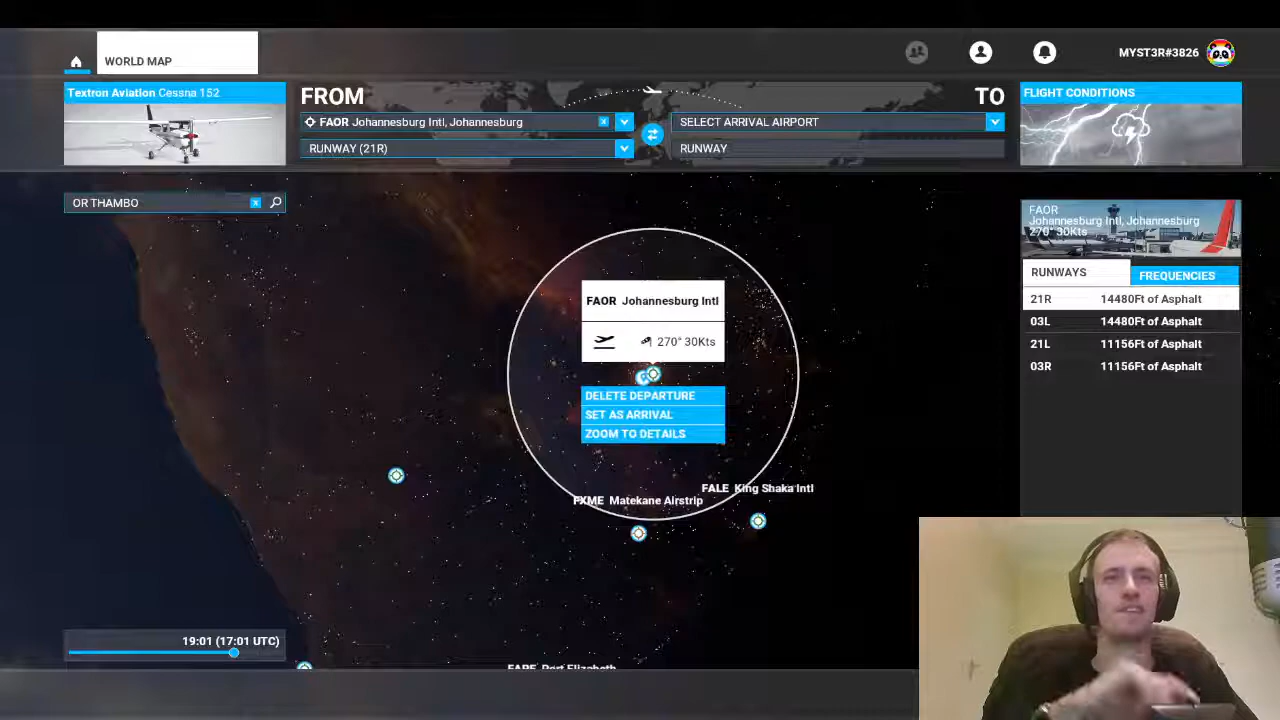 WORLD MAP
MYST3R#3826
Textron Aviation Cessna 152
FROM
TO
FLIGHT CONDITIONS
FAOR Johannesburg Intl, Johannesburg
x
SELECT ARRIVAL AIRPORT
RUNWAY (21R)
RUNWAY
OR THAMBO
x
FAOR
Johannesburg Intl, Johannesburg
270° 30Kts
RUNWAYS
FREQUENCIES
21R 14480Ft of Asphalt
03L 14480Ft of Asphalt
21L 11156Ft of Asphalt
03R 11156Ft of Asphalt
FAOR Johannesburg Intl
270° 30Kts
DELETE DEPARTURE
SET AS ARRIVAL
ZOOM TO DETAILS
FALE King Shaka Intl
FXME Matekane Airstrip
19:01 (17:01 UTC)
FAPE Port Elizabeth